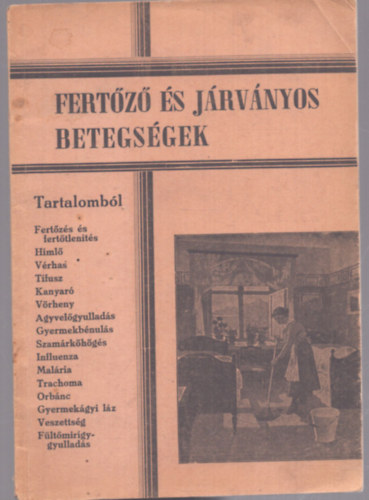 FERTŐZŐ ÉS JÁRVÁNYOS
BETEGSÉGEK
Tartalomból
Fertőzés és
fertőtlenítés
Himlő
Vérhas
Tífusz
Kanyaró
Vörheny
Agyvelőgyulladás
Gyermekbénulás
Szamárköhögés
Influenza
Malária
Trachoma
Orbánc
Gyermekágyi láz
Veszettség
Fültőmirigy-
gyulladás